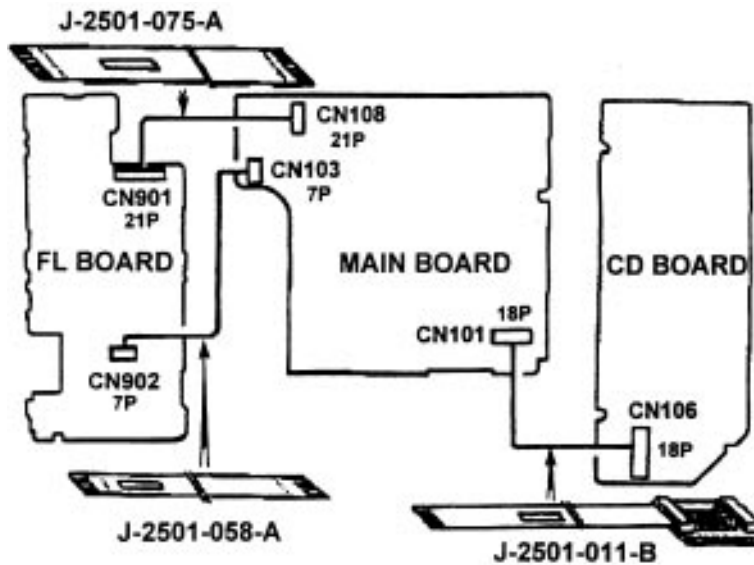 J-2501-075-A
CN108
21P
CN103
7P
CN901
21P
FL BOARD
MAIN BOARD
CD BOARD
18P
CN101
CN902
7P
CN106
18P
J-2501-058-A
J-2501-011-B